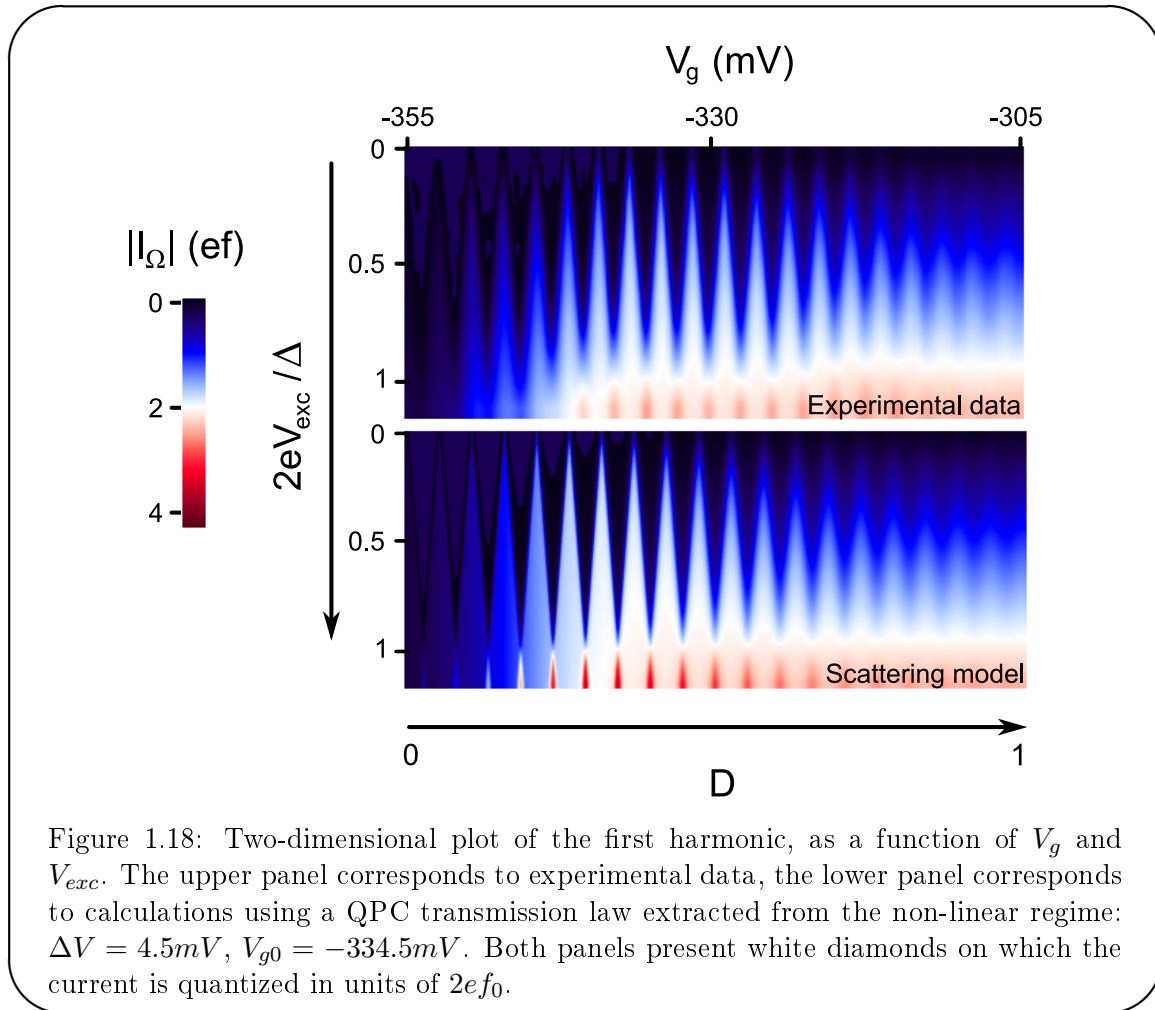 V_g (mV)
-355 -330 -305
0
0.5
1
Experimental data
|I_Ω| (ef)
0
2
4
2eV_exc /Δ
0
0.5
1
Scattering model
0 1
D
Figure 1.18: Two-dimensional plot of the first harmonic, as a function of V_g and
V_exc. The upper panel corresponds to experimental data, the lower panel corresponds
to calculations using a QPC transmission law extracted from the non-linear regime:
ΔV = 4.5mV, V_g0 = −334.5mV. Both panels present white diamonds on which the
current is quantized in units of 2ef_0.